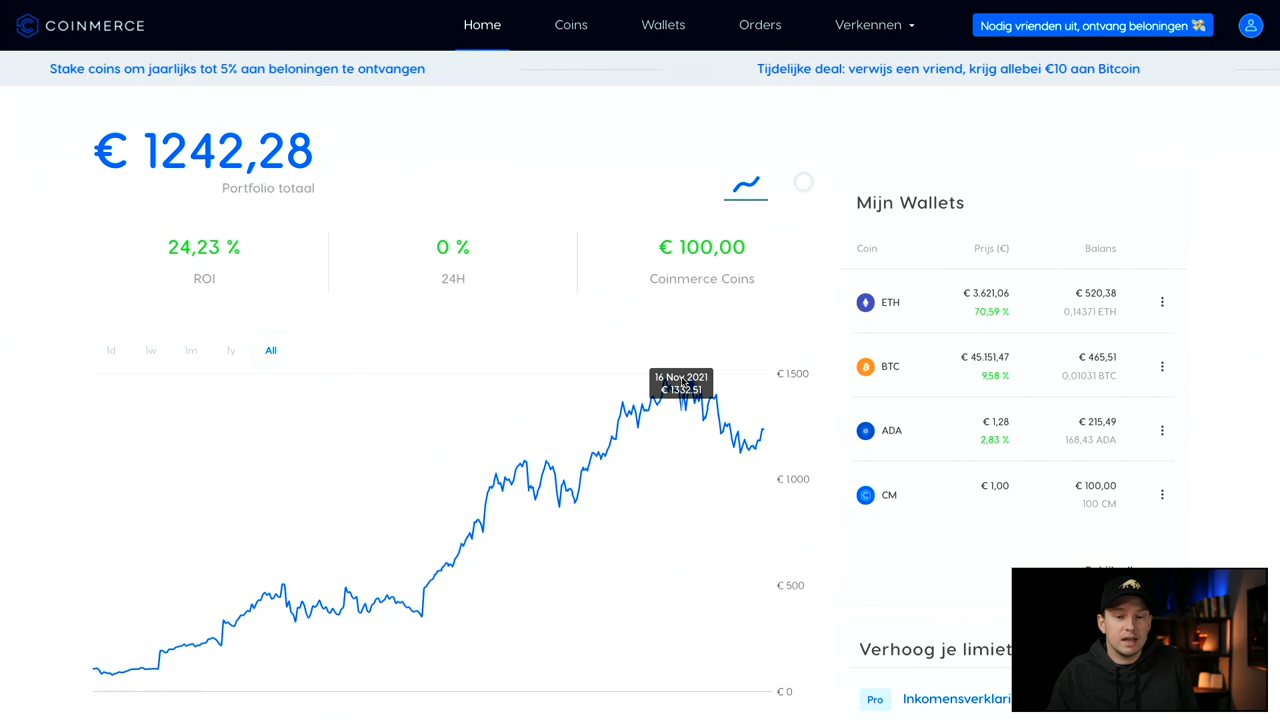 COINMERCE
Home
Coins
Wallets
Orders
Verkennen
Nodig vrienden uit, ontvang beloningen 💸
Stake coins om jaarlijks tot 5% aan beloningen te ontvangen
Tijdelijke deal: verwijs een vriend, krijg allebei €10 aan Bitcoin
€ 1242,28
Portfolio totaal
24,23 %
ROI
0 %
24H
€ 100,00
Coinmerce Coins
1d
1w
1m
1y
All
16 Nov 2021
€ 1332.51
€ 1.500
€ 1.000
€ 500
€ 0
Mijn Wallets
Coin
Prijs (€)
Balans
ETH
€ 3.621,06
70,59 %
€ 520,38
0,14371 ETH
BTC
€ 45.151,47
9,58 %
€ 465,51
0,01031 BTC
ADA
€ 1,28
2,83 %
€ 215,49
168,43 ADA
CM
€ 1,00
€ 100,00
100 CM
Verhoog je limiet
Pro
Inkomensverklari